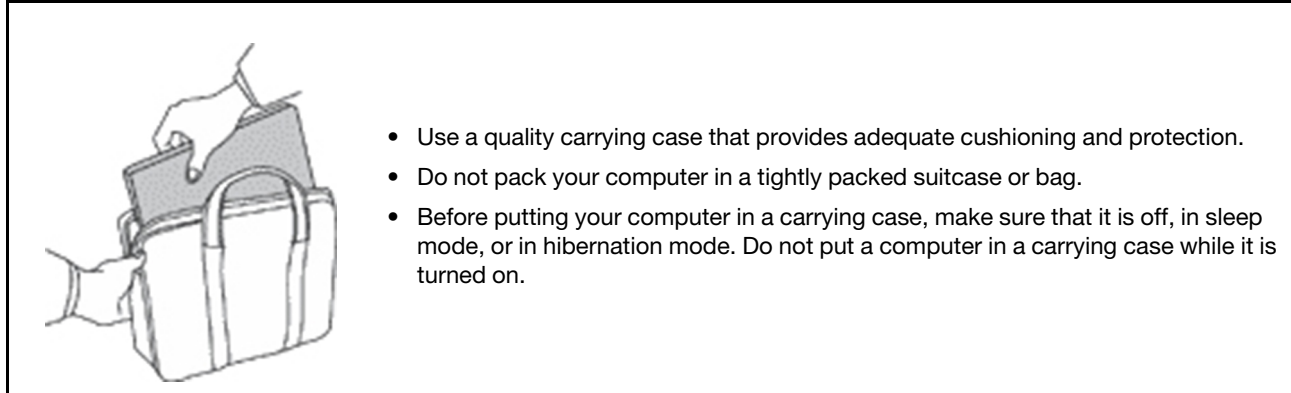 • Use a quality carrying case that provides adequate cushioning and protection.
• Do not pack your computer in a tightly packed suitcase or bag.
• Before putting your computer in a carrying case, make sure that it is off, in sleep
mode, or in hibernation mode. Do not put a computer in a carrying case while it is
turned on.